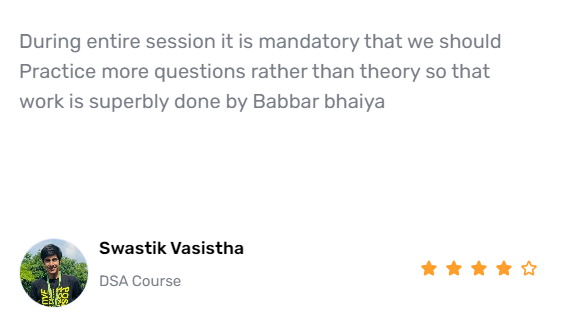 During entire session it is mandatory that we should
Practice more questions rather than theory so that
work is superbly done by Babbar bhaiya
Swastik Vasistha
DSA Course